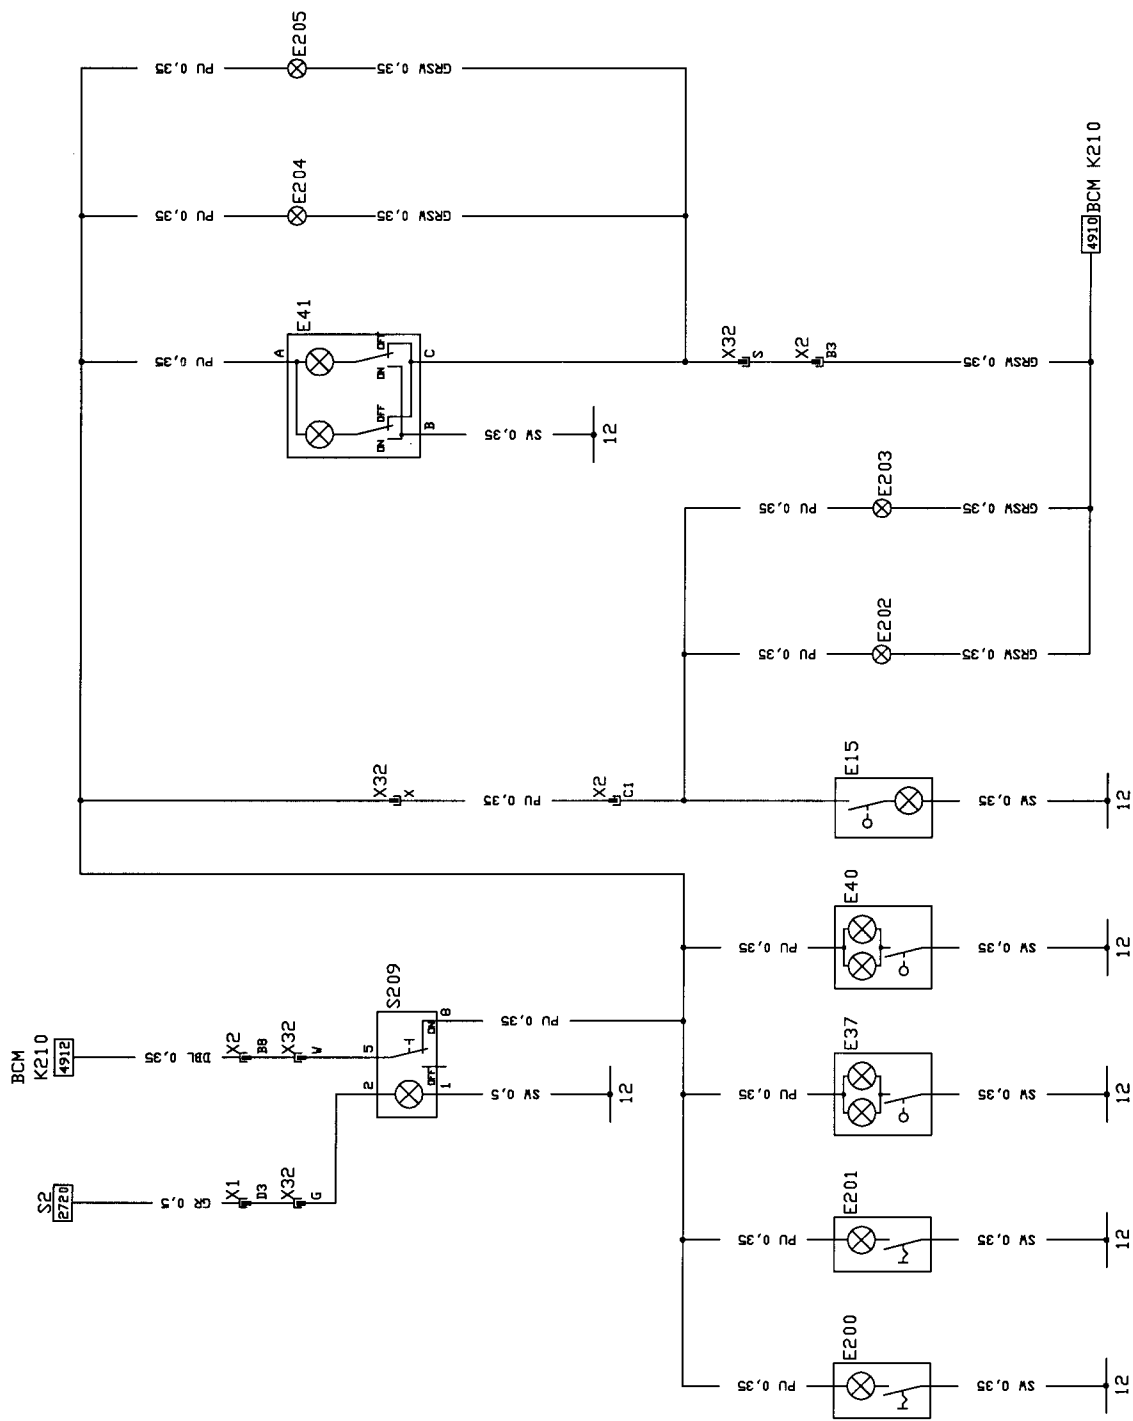 E205
PU 0,35
GRSW 0,35
E204
PU 0,35
GRSW 0,35
4910
BCM K210
E41
PU 0,35
A
OFF
ON
C
OFF
ON
B
X32
S
X2
B3
GRSW 0,35
SW 0,35
12
E203
PU 0,35
GRSW 0,35
E202
PU 0,35
GRSW 0,35
X32
X
PU 0,35
X2
C1
E15
SW 0,35
12
E40
PU 0,35
SW 0,35
12
BCM
K210
4912
DBL 0,35
X2
B8
X32
W
S209
5
ON
8
PU 0,35
2
OFF
1
SW 0,5
12
E37
PU 0,35
SW 0,35
12
S2
2720
GR 0,5
X1
D3
X32
G
E201
PU 0,35
SW 0,35
12
E200
PU 0,35
SW 0,35
12